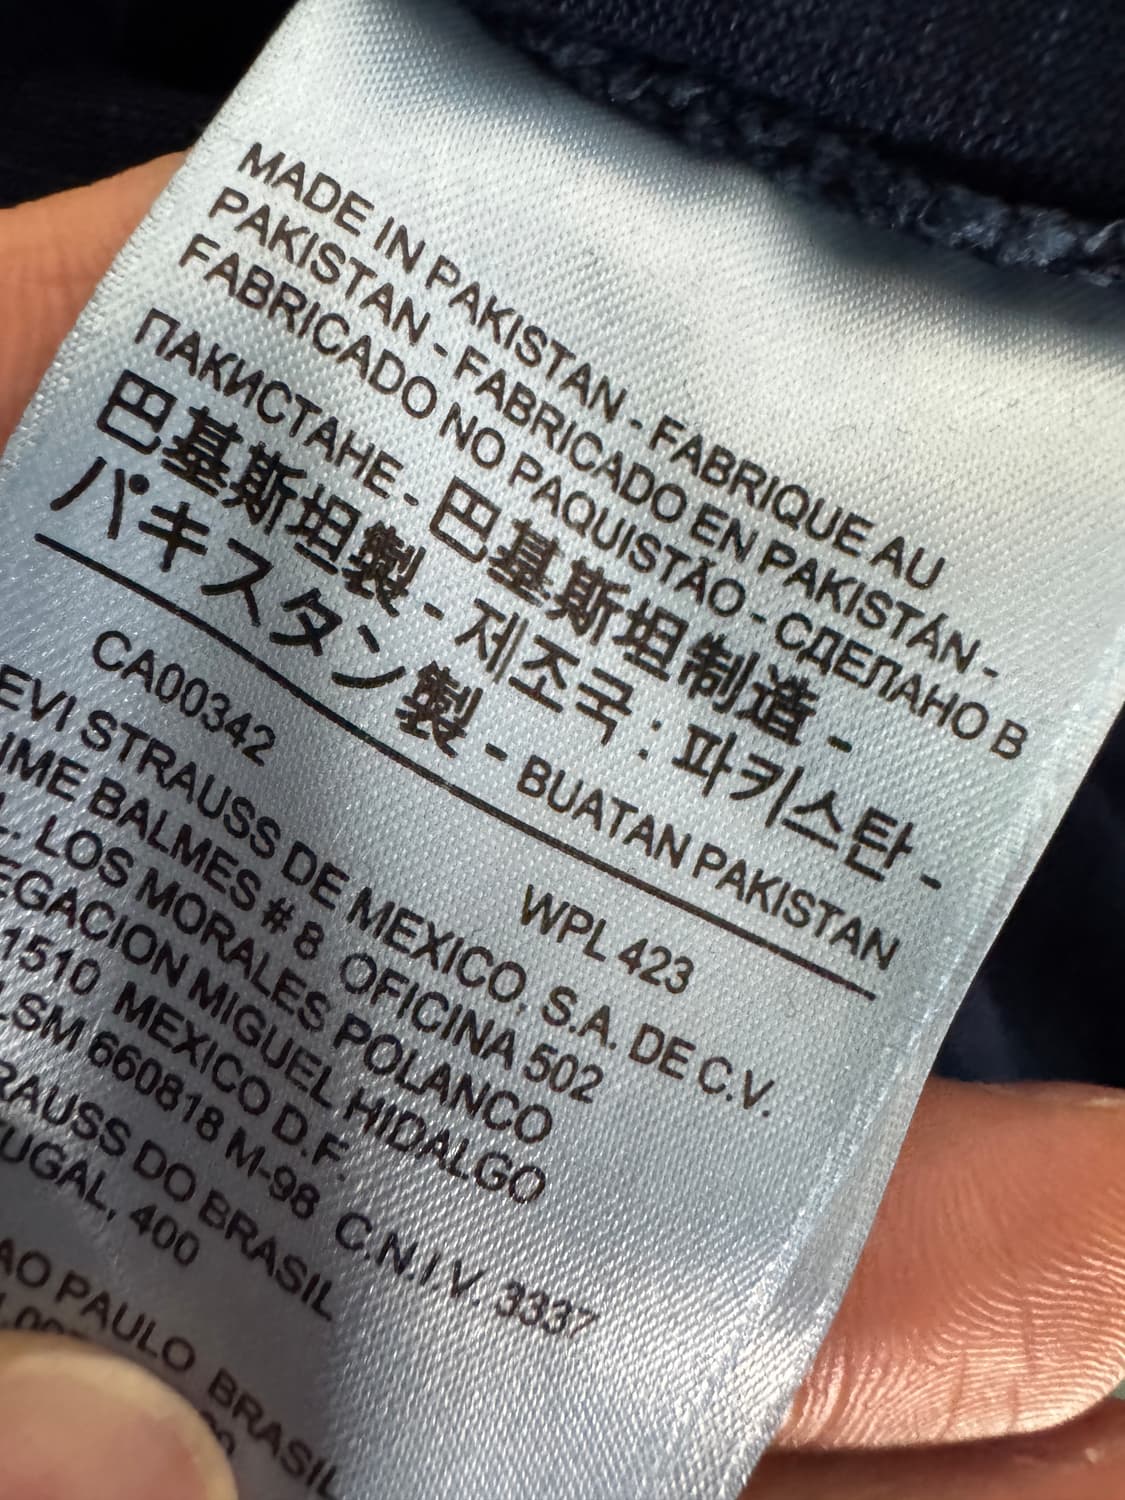 MADE IN PAKISTAN - FABRIQUE AU
PAKISTAN - FABRICADO EN PAKISTÁN -
FABRICADO NO PAQUISTÃO - СДЕЛАНО В
ПАКИСТАНЕ - 巴基斯坦制造 -
巴基斯坦製 - 제조국 : 파키스탄 -
パキスタン製 - BUATAN PAKISTAN
CA00342 WPL 423
EVI STRAUSS DE MEXICO, S.A. DE C.V.
IME BALMES # 8 OFICINA 502
LOS MORALES POLANCO
EGACION MIGUEL HIDALGO
1510 MEXICO D.F.
LSM 660818 M-98 C.N.I.V. 3337
RAUSS DO BRASIL
UGAL, 400
AO PAULO BRASIL